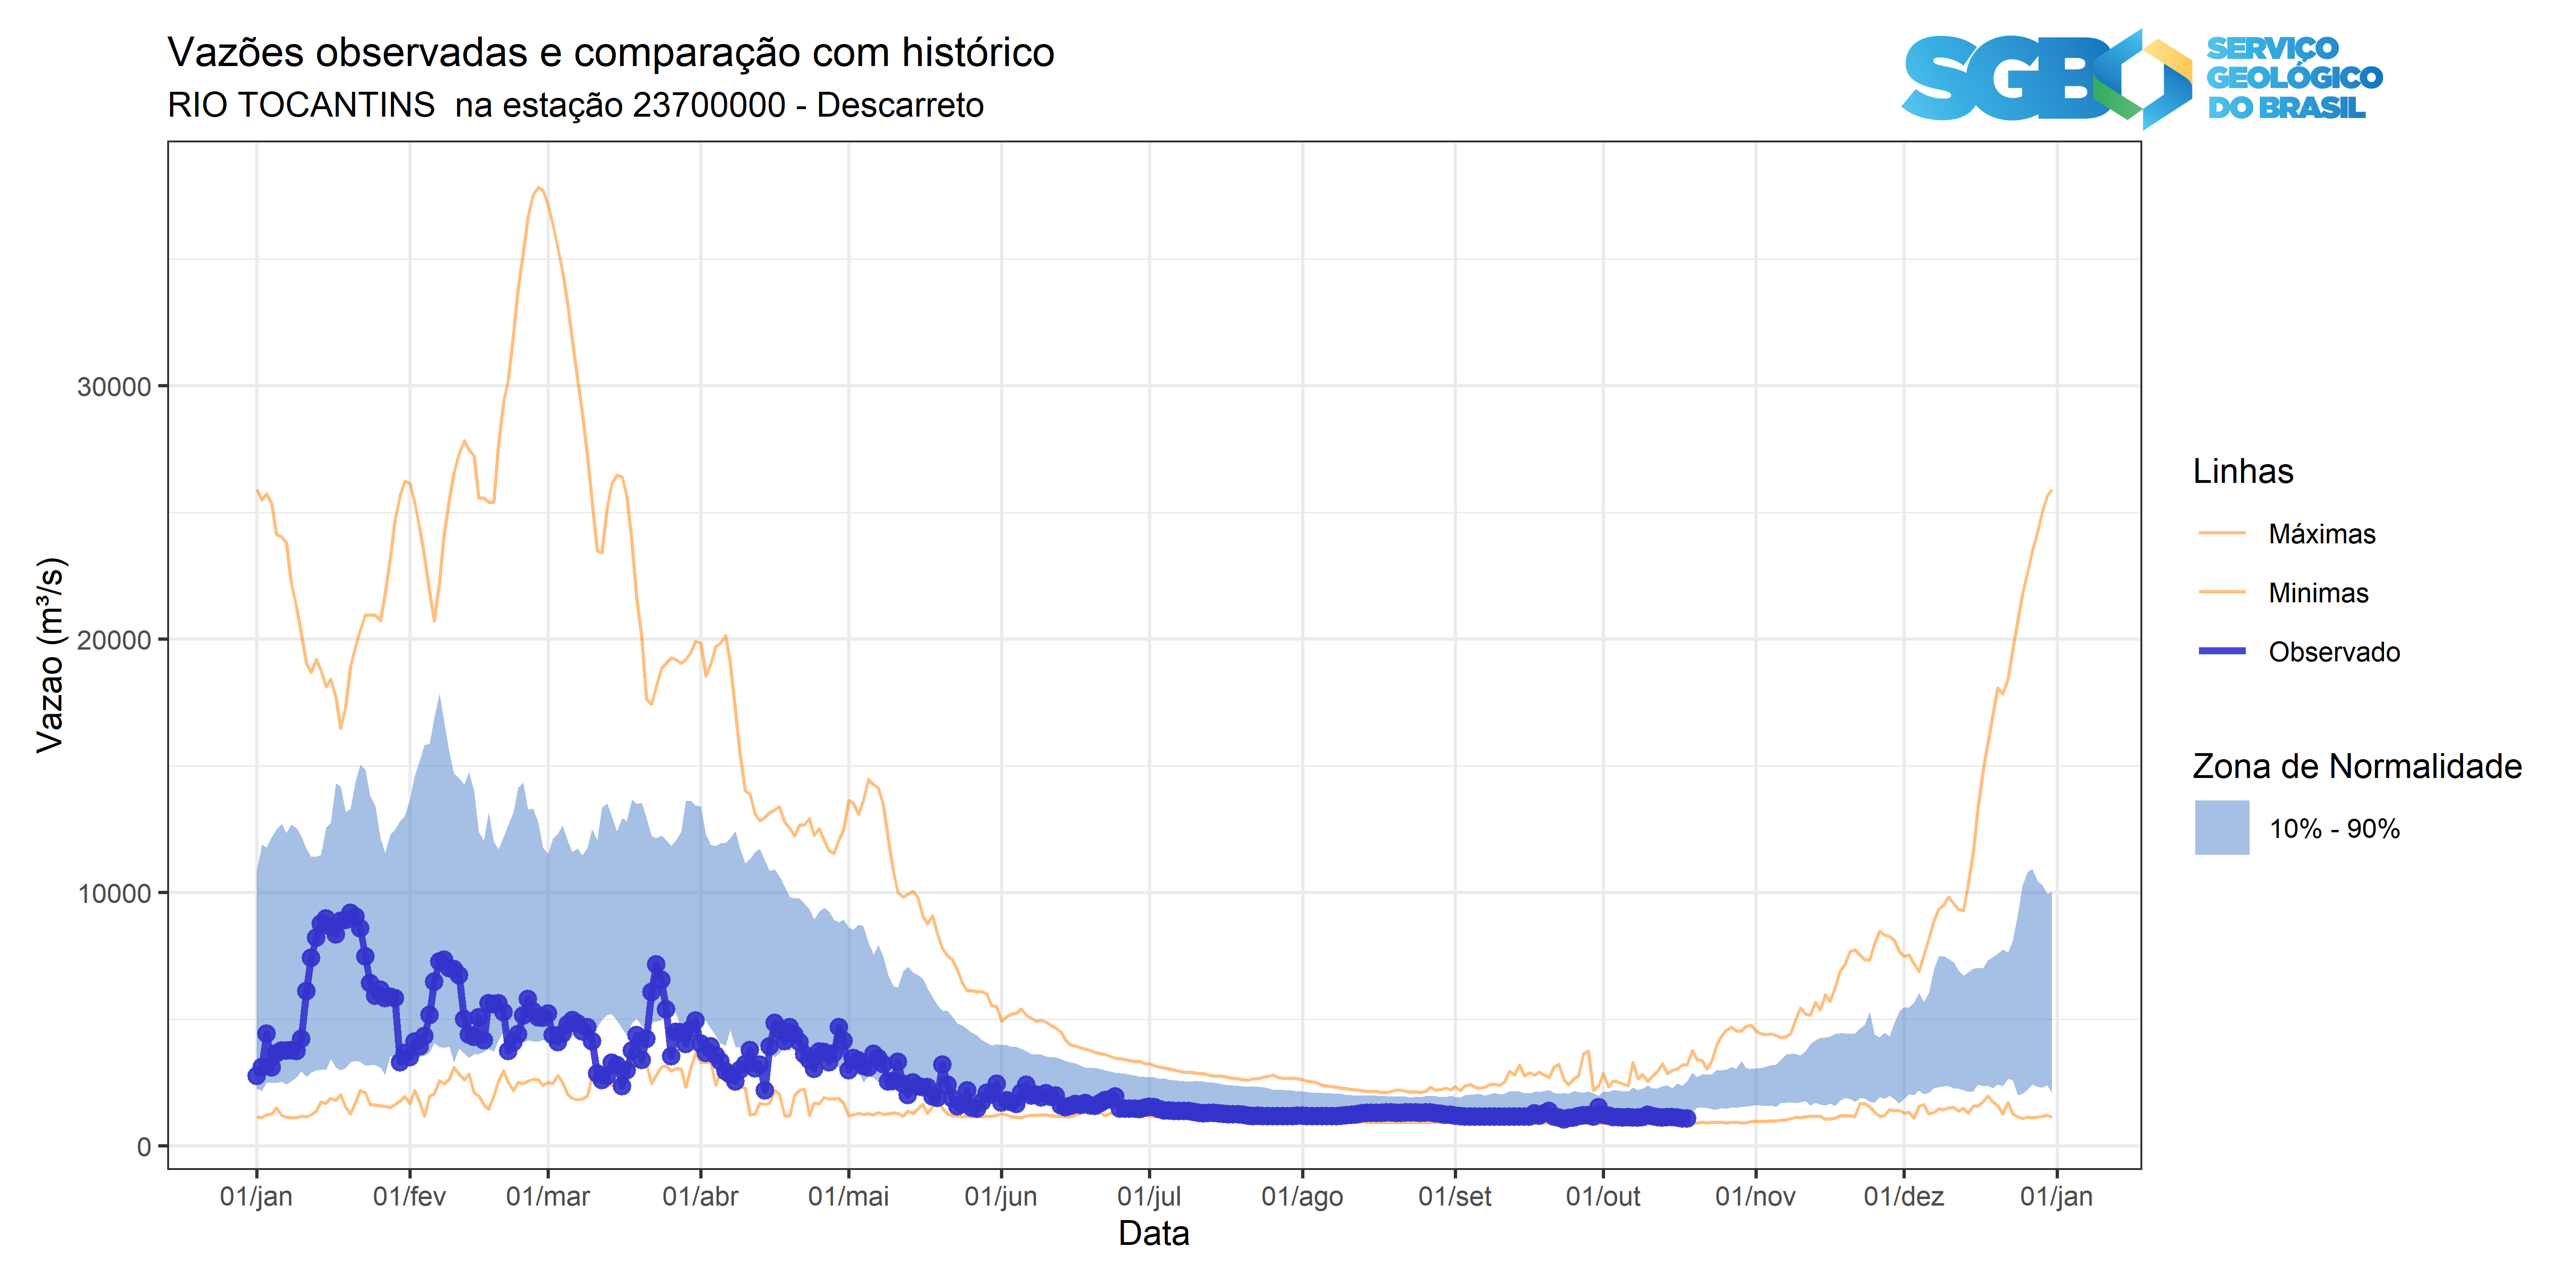 Vazões observadas e comparação com histórico
RIO TOCANTINS  na estação 23700000 - Descarreto
SGB
SERVIÇO
GEOLÓGICO
DO BRASIL
Vazao (m³/s)
30000
20000
10000
0
01/jan
01/fev
01/mar
01/abr
01/mai
01/jun
01/jul
01/ago
01/set
01/out
01/nov
01/dez
01/jan
Data
Linhas
Máximas
Minimas
Observado
Zona de Normalidade
10% - 90%